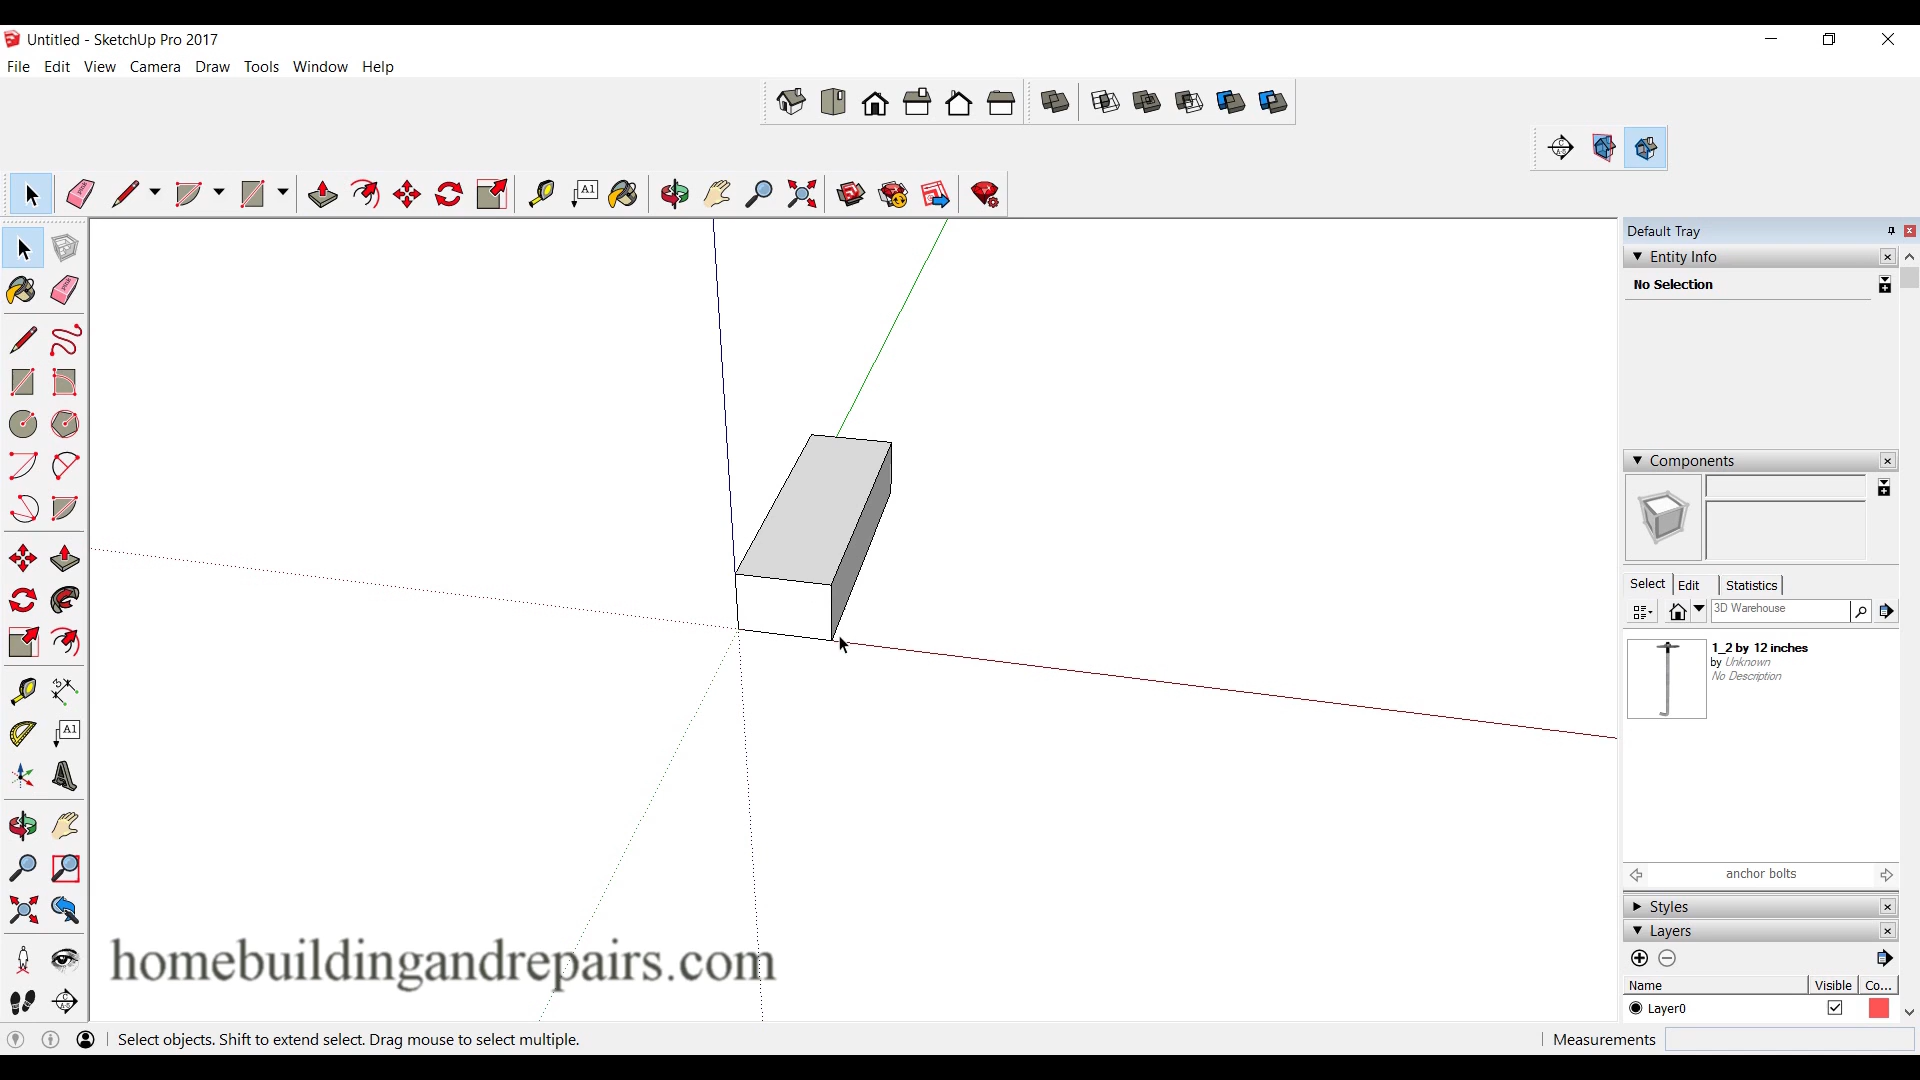 Untitled - SketchUp Pro 2017
File Edit View Camera Draw Tools Window Help
A1
Default Tray
Entity Info
No Selection
Components
Select Edit Statistics
3D Warehouse
1_2 by 12 inches
by Unknown
No Description
A1
anchor bolts
Styles
Layers
Name Visible Co...
Layer0
homebuildingandrepairs.com
Select objects. Shift to extend select. Drag mouse to select multiple.
Measurements